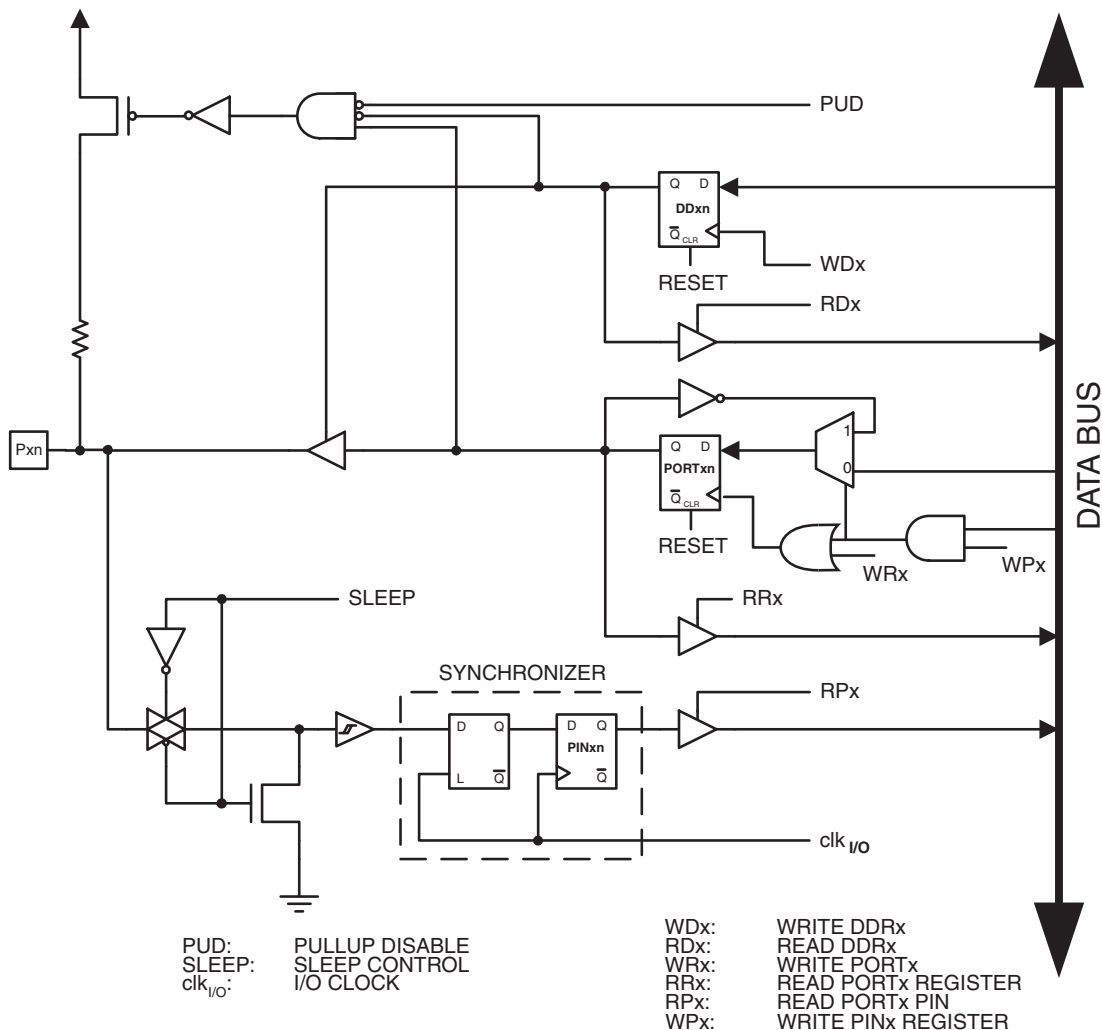 PUD
Q D
DDxn
Q CLR
WDx
RESET
RDx
Pxn
1
Q D
PORTxn
0
Q CLR
RESET
WRx
WPx
DATA BUS
SLEEP
RRx
SYNCHRONIZER
RPx
D Q
D Q
PINxn
L Q
Q
clk I/O
PUD: PULLUP DISABLE
SLEEP: SLEEP CONTROL
clk I/O: I/O CLOCK
WDx: WRITE DDRx
RDx: READ DDRx
WRx: WRITE PORTx
RRx: READ PORTx REGISTER
RPx: READ PORTx PIN
WPx: WRITE PINx REGISTER